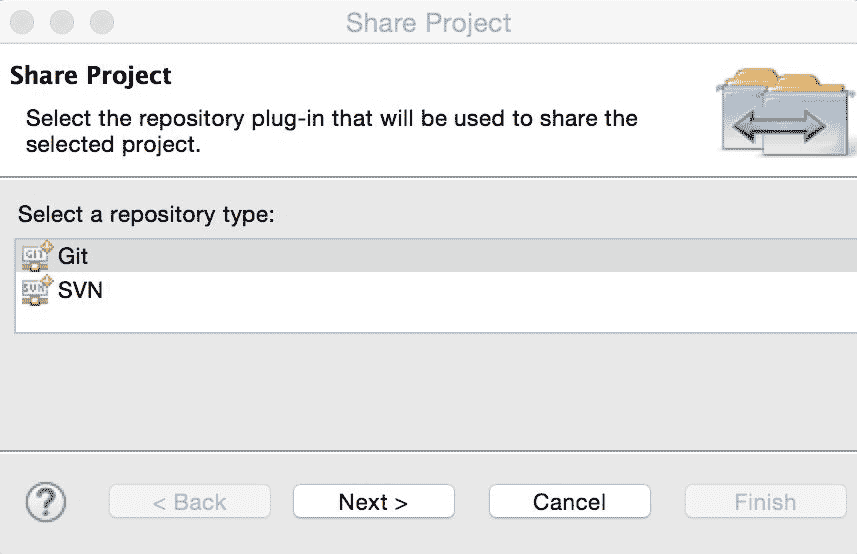 Share Project
Share Project
Select the repository plug-in that will be used to share the
selected project.
Select a repository type:
GIT Git
SVN SVN
?
< Back
Next >
Cancel
Finish